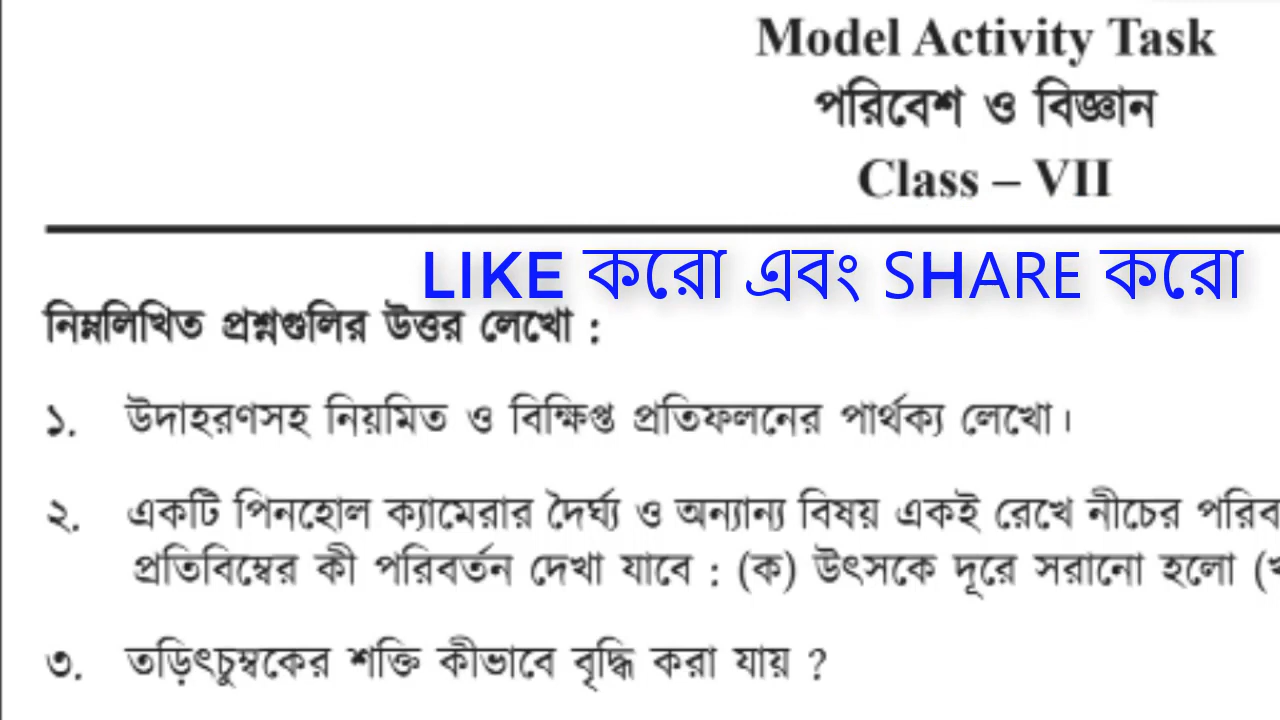 Model Activity Task
পরিবেশ ও বিজ্ঞান
Class – VII
LIKE করো এবং SHARE করো
নিম্নলিখিত প্রশ্নগুলির উত্তর লেখো :
১. উদাহরণসহ নিয়মিত ও বিক্ষিপ্ত প্রতিফলনের পার্থক্য লেখো।
২. একটি পিনহোল ক্যামেরার দৈর্ঘ্য ও অন্যান্য বিষয় একই রেখে নীচের
প্রতিবিম্বের কী পরিবর্তন দেখা যাবে : (ক) উৎসকে দূরে সরানো হলো
৩. তড়িৎচুম্বকের শক্তি কীভাবে বৃদ্ধি করা যায় ?